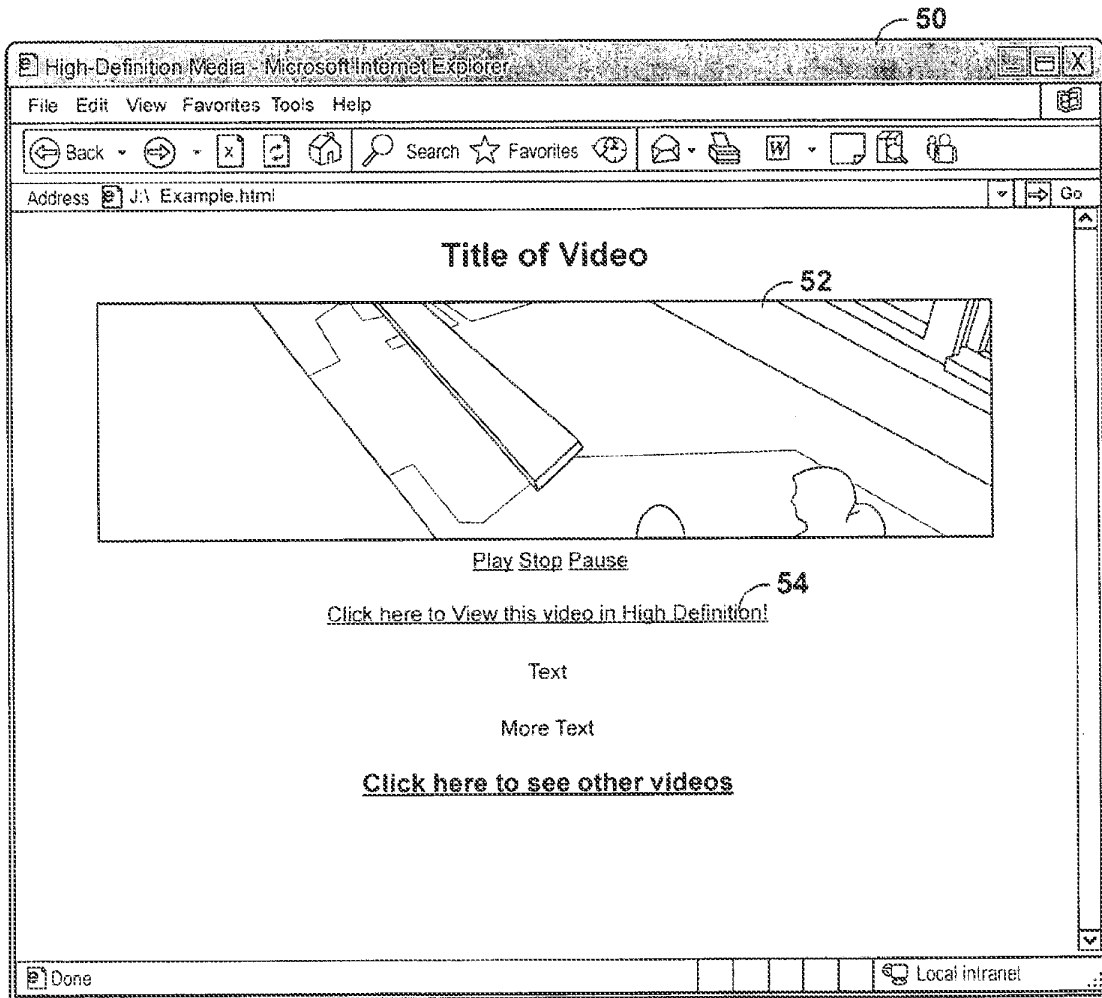 50
High-Definition Media - Microsoft Internet Explorer
File Edit View Favorites Tools Help
Back Search Favorites W
Address J:\ Example.html Go
Title of Video
52
Play Stop Pause
54
Click here to View this video in High Definition!
Text
More Text
Click here to see other videos
Done Local intranet